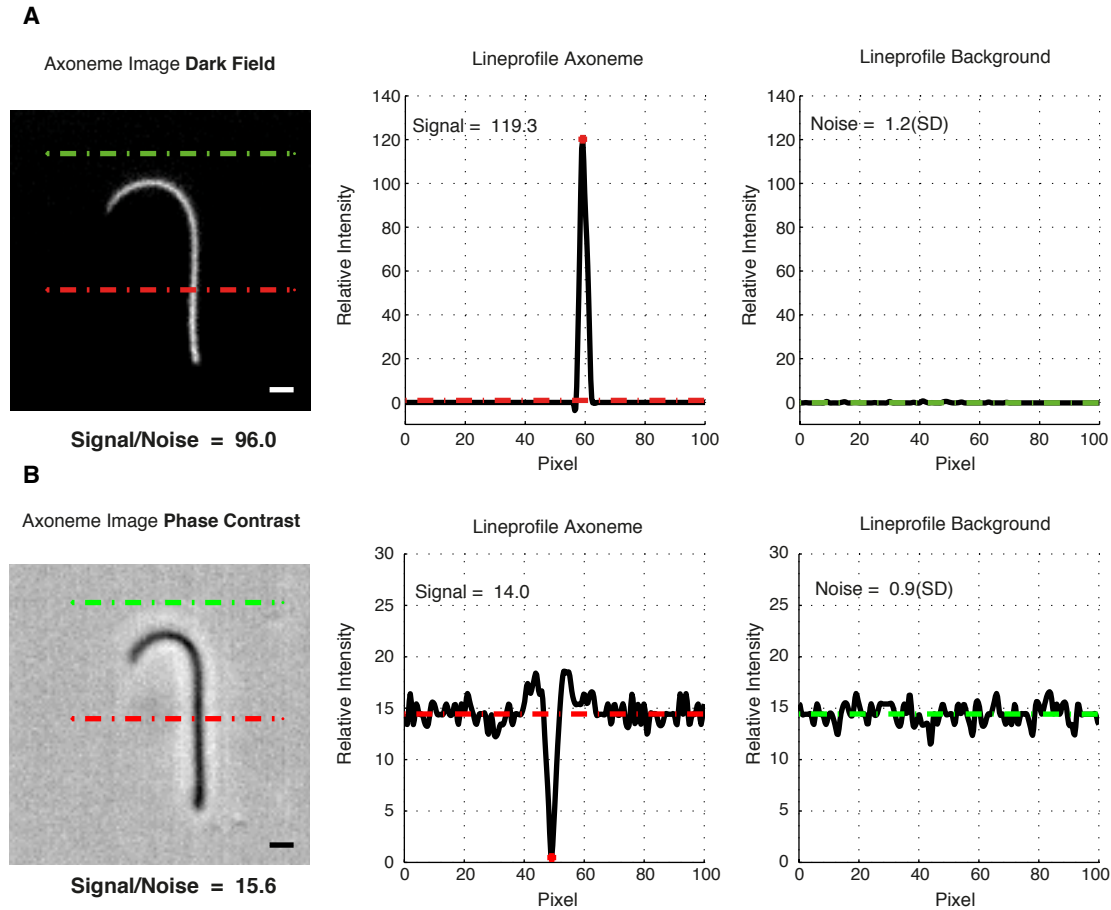 A
Axoneme Image Dark Field
Lineprofile Axoneme
Lineprofile Background
Signal = 119.3
Noise = 1.2(SD)
Relative Intensity
140
120
100
80
60
40
20
0
0 20 40 60 80 100
Pixel
Relative Intensity
140
120
100
80
60
40
20
0
0 20 40 60 80 100
Pixel
Signal/Noise = 96.0
B
Axoneme Image Phase Contrast
Lineprofile Axoneme
Lineprofile Background
Signal = 14.0
Noise = 0.9(SD)
Relative Intensity
30
25
20
15
10
5
0
0 20 40 60 80 100
Pixel
Relative Intensity
30
25
20
15
10
5
0
0 20 40 60 80 100
Pixel
Signal/Noise = 15.6